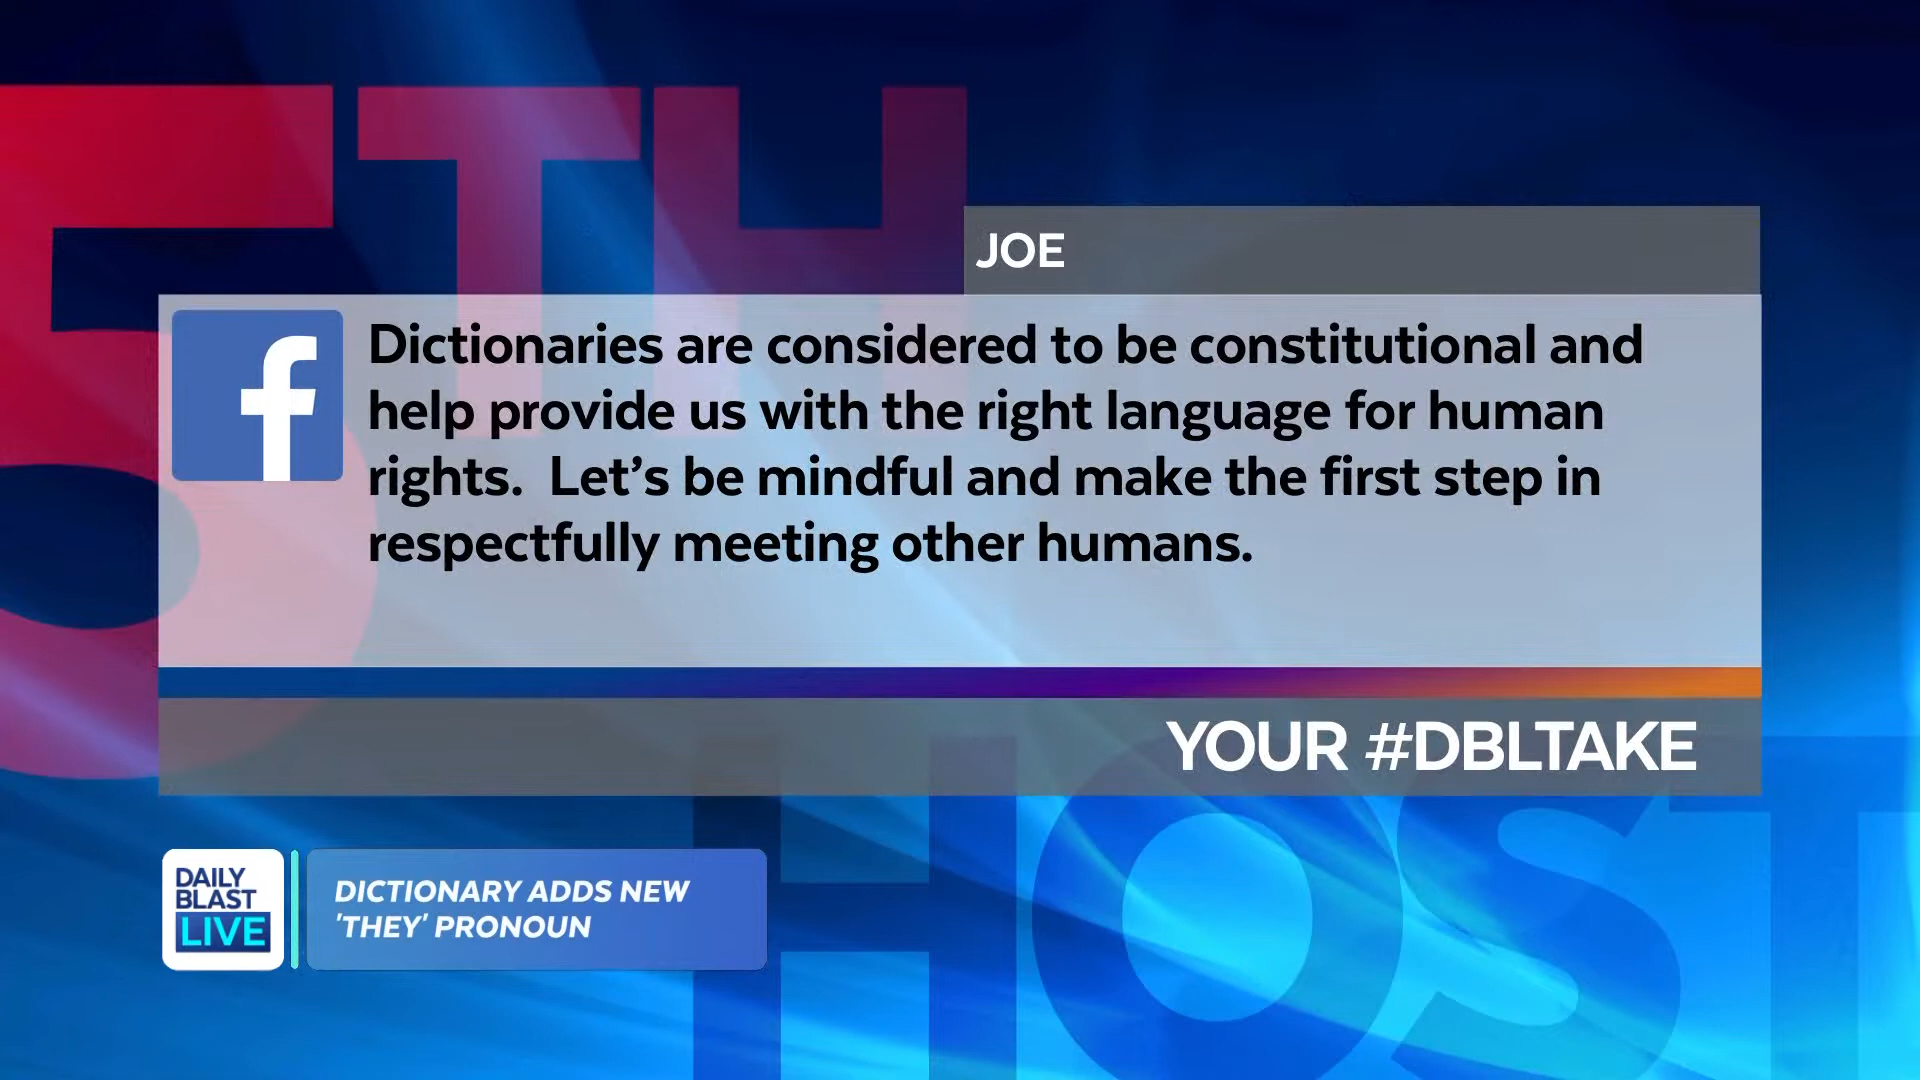 5TH
JOE
f
Dictionaries are considered to be constitutional and
help provide us with the right language for human
rights.  Let’s be mindful and make the first step in
respectfully meeting other humans.
YOUR #DBLTAKE
HOST
DAILY
BLAST
LIVE
DICTIONARY ADDS NEW
'THEY' PRONOUN